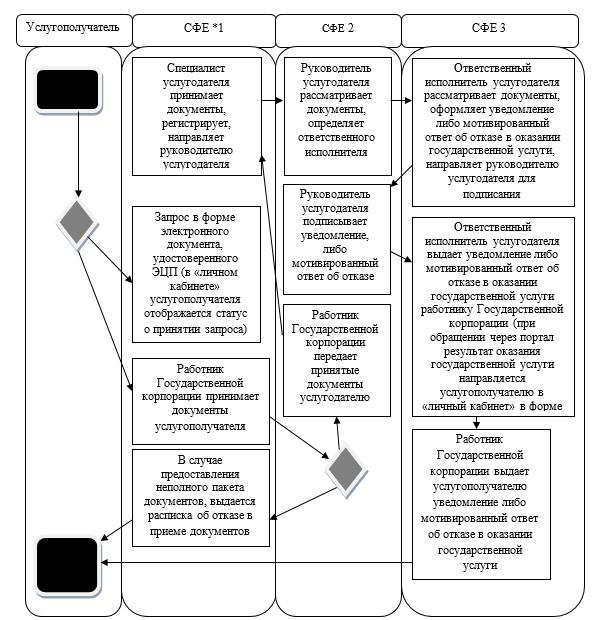 Услугополучатель
СФЕ *1
СФЕ 2
СФЕ 3
Специалист
услугодателя
принимает
документы,
регистрирует,
направляет
руководителю
услугодателя
Руководитель
услугодателя
рассматривает
документы,
определяет
ответственного
исполнителя
Ответственный
исполнитель услугодателя
рассматривает документы,
оформляет уведомление
либо мотивированный
ответ об отказе в оказании
государственной услуги,
направляет руководителю
услугодателя для
подписания
Руководитель
услугодателя
подписывает
уведомление,
либо
мотивированный
ответ об отказе
Запрос в форме
электронного
документа,
удостоверенного
ЭЦП (в «личном
кабинете»
услугополучателя
отображается статус
о принятии запроса)
Ответственный
исполнитель услугодателя
выдает уведомление либо
мотивированный ответ об
отказе в оказании
государственной услуги
работнику Государственной
корпорации (при
обращении через портал
результат оказания
государственной услуги
направляется
услугополучателю в
«личный кабинет» в форме
Работник
Государственной
корпорации
передает
принятые
документы
услугодателю
Работник
Государственной
корпорации принимает
документы
услугополучателя
В случае
предоставления
неполного пакета
документов, выдается
расписка об отказе в
приеме документов
Работник
Государственной
корпорации выдает
услугополучателю
уведомление либо
мотивированный ответ
об отказе в оказании
государственной
услуги